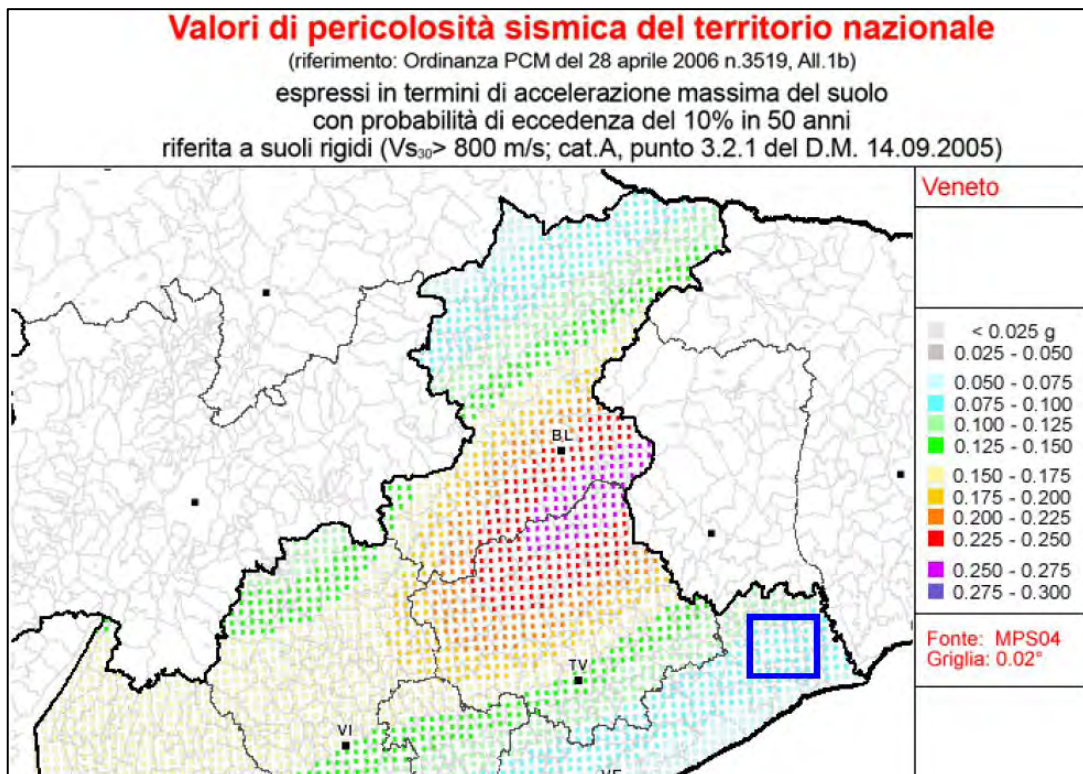 Valori di pericolosità sismica del territorio nazionale
(riferimento: Ordinanza PCM del 28 aprile 2006 n.3519, All.1b)
espressi in termini di accelerazione massima del suolo
con probabilità di eccedenza del 10% in 50 anni
riferita a suoli rigidi (Vs30> 800 m/s; cat.A, punto 3.2.1 del D.M. 14.09.2005)
Veneto
< 0.025 g
0.025 - 0.050
0.050 - 0.075
0.075 - 0.100
0.100 - 0.125
0.125 - 0.150
0.150 - 0.175
0.175 - 0.200
0.200 - 0.225
0.225 - 0.250
0.250 - 0.275
0.275 - 0.300
Fonte: MPS04
Griglia: 0.02°
BL
TV
VI